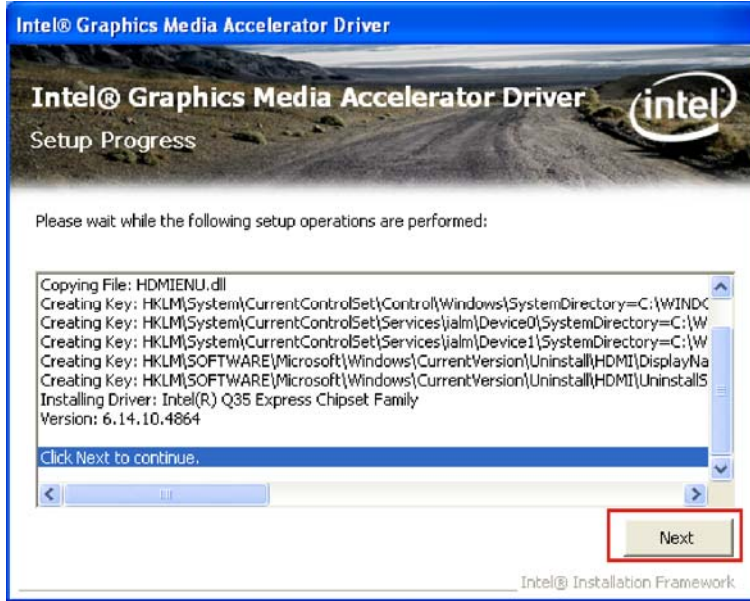 Intel® Graphics Media Accelerator Driver
Intel® Graphics Media Accelerator Driver
intel
Setup Progress
Please wait while the following setup operations are performed:
Copying File: HDMIENU.dll
Creating Key: HKLM\System\CurrentControlSet\Control\Windows\SystemDirectory=C:\WINDO
Creating Key: HKLM\System\CurrentControlSet\Services\ialm\Device0\SystemDirectory=C:\W
Creating Key: HKLM\System\CurrentControlSet\Services\ialm\Device1\SystemDirectory=C:\W
Creating Key: HKLM\SOFTWARE\Microsoft\Windows\CurrentVersion\Uninstall\HDMI\DisplayNa
Creating Key: HKLM\SOFTWARE\Microsoft\Windows\CurrentVersion\Uninstall\HDMI\UninstallS
Installing Driver: Intel(R) Q35 Express Chipset Family
Version: 6.14.10.4864
Click Next to continue.
Next
Intel® Installation Framework